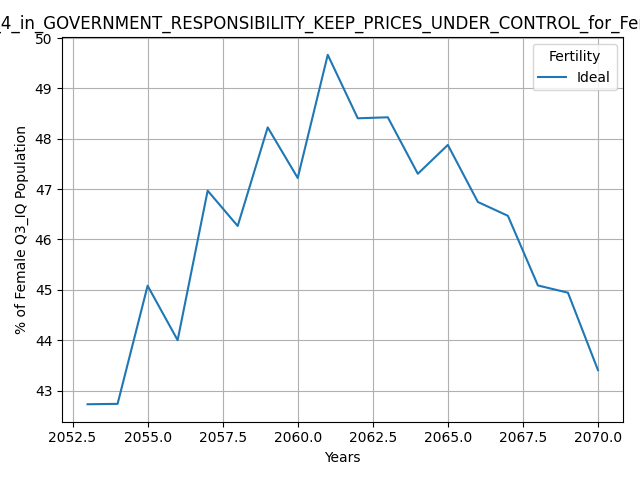 _4_in_GOVERNMENT_RESPONSIBILITY_KEEP_PRICES_UNDER_CONTROL_for_Fe
Fertility
Ideal
% of Female Q3_IQ Population
50
49
48
47
46
45
44
43
2052.5 2055.0 2057.5 2060.0 2062.5 2065.0 2067.5 2070.0
Years